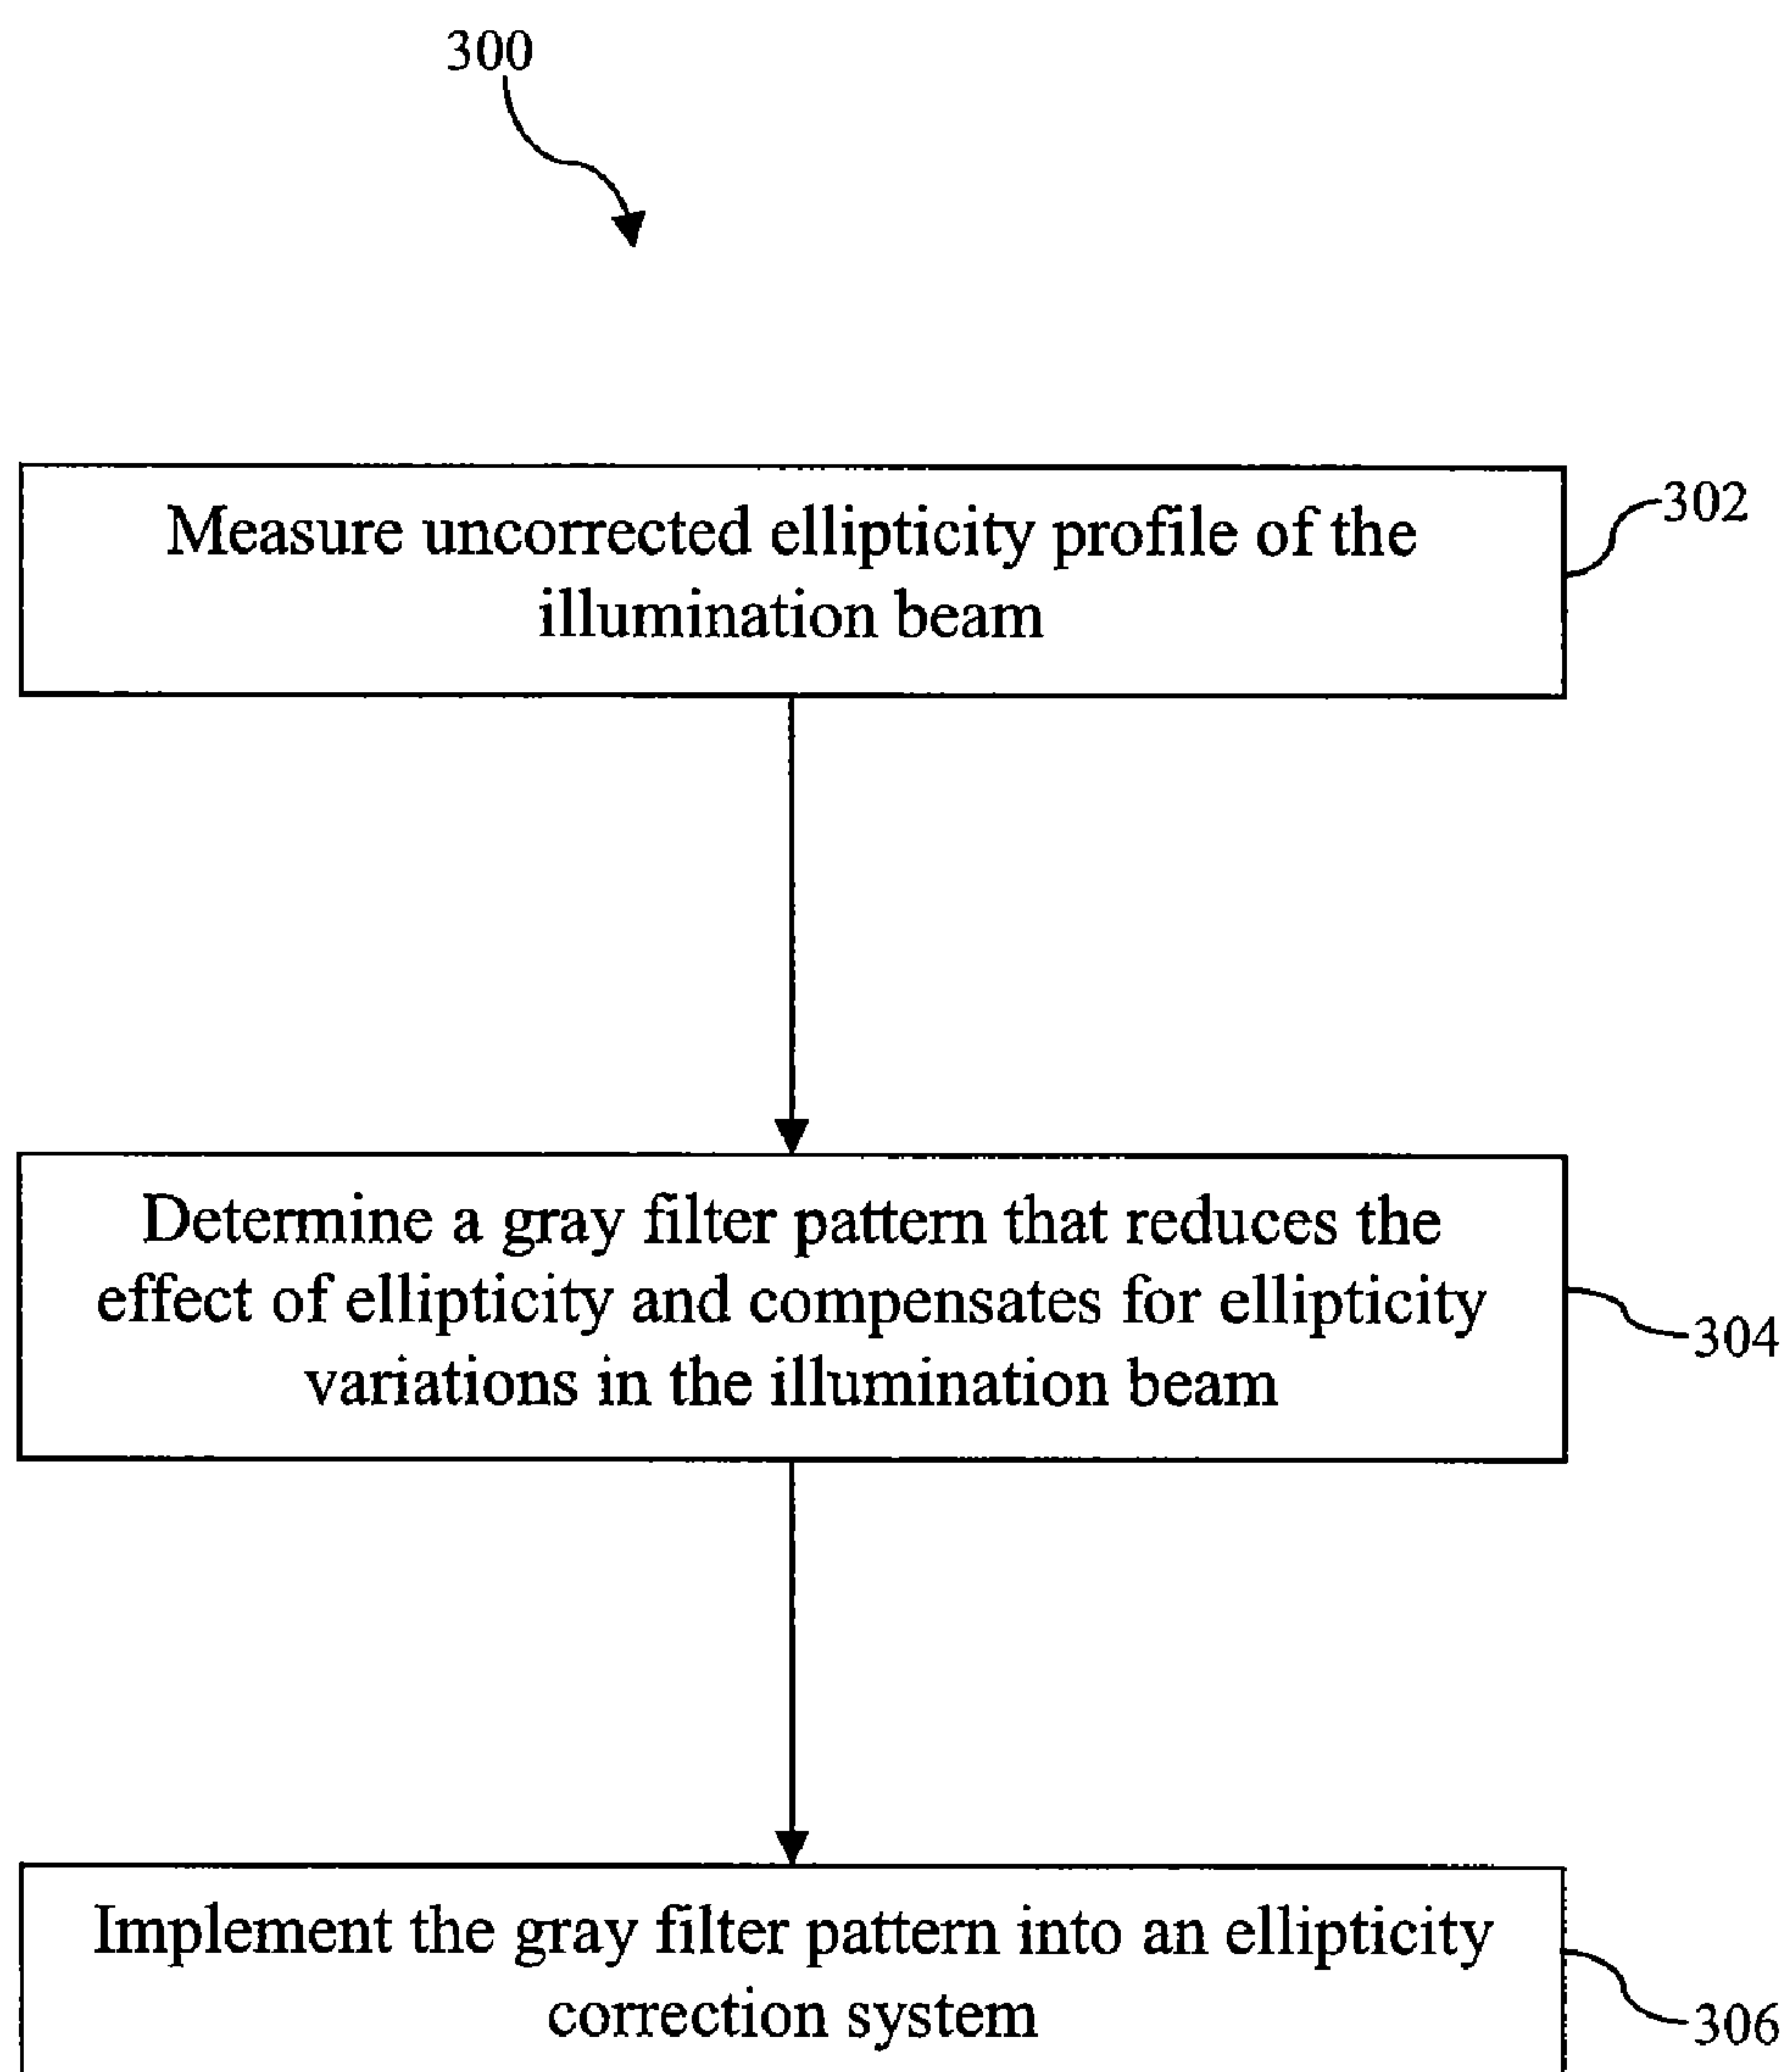 300
Measure uncorrected ellipticity profile of the
illumination beam
302
Determine a gray filter pattern that reduces the
effect of ellipticity and compensates for ellipticity
variations in the illumination beam
304
Implement the gray filter pattern into an ellipticity
correction system
306